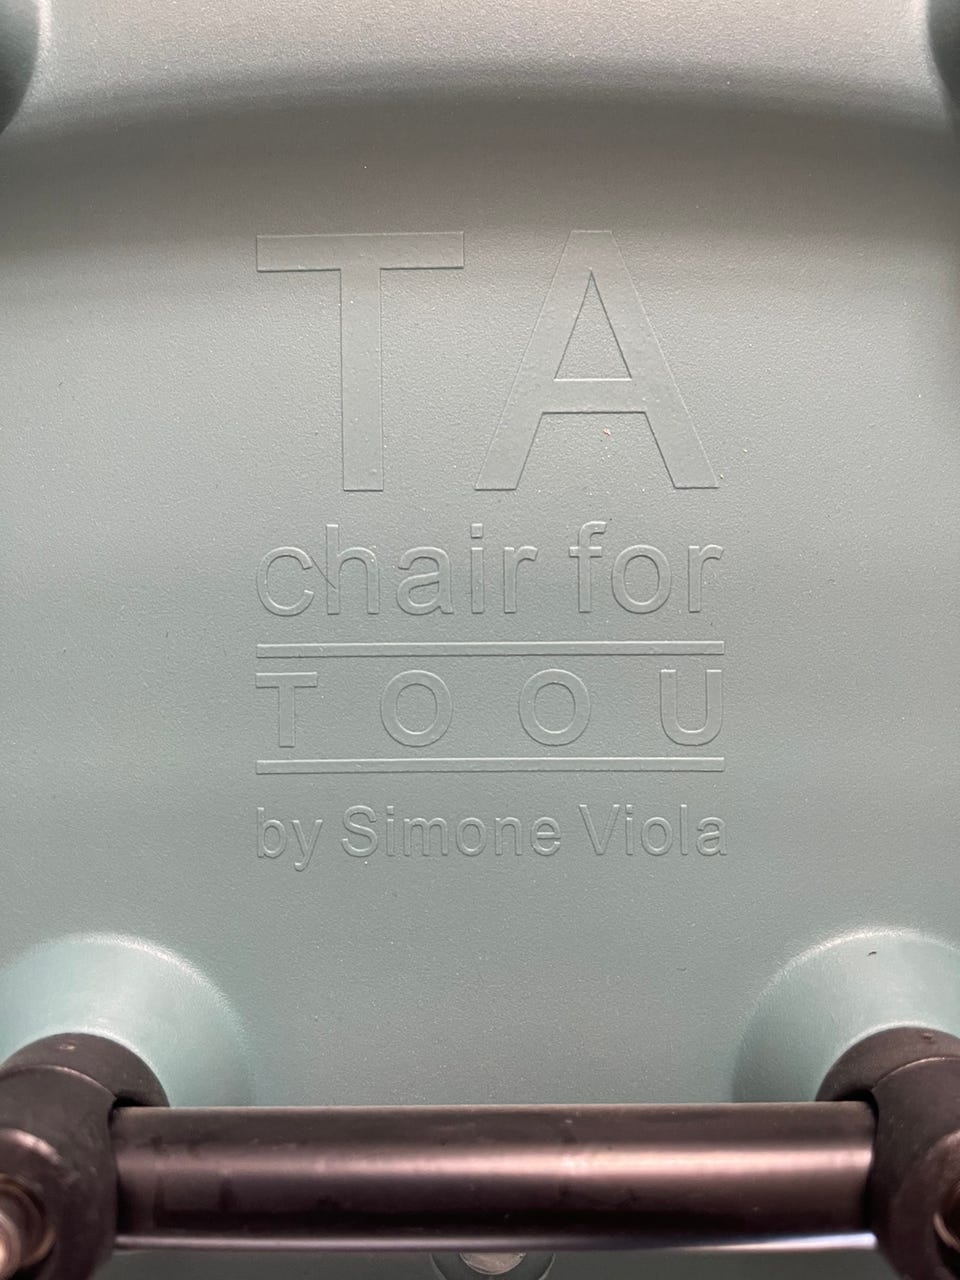 TA
chair for
TOOU
by Simone Viola